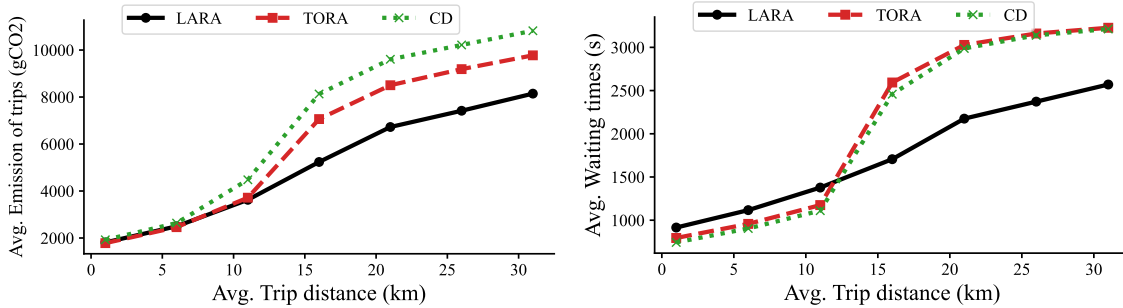 LARA TORA CD
Avg. Emission of trips (gCO2)
10000
8000
6000
4000
2000
0 5 10 15 20 25 30
Avg. Trip distance (km)
LARA TORA CD
Avg. Waiting times (s)
3000
2500
2000
1500
1000
0 5 10 15 20 25 30
Avg. Trip distance (km)